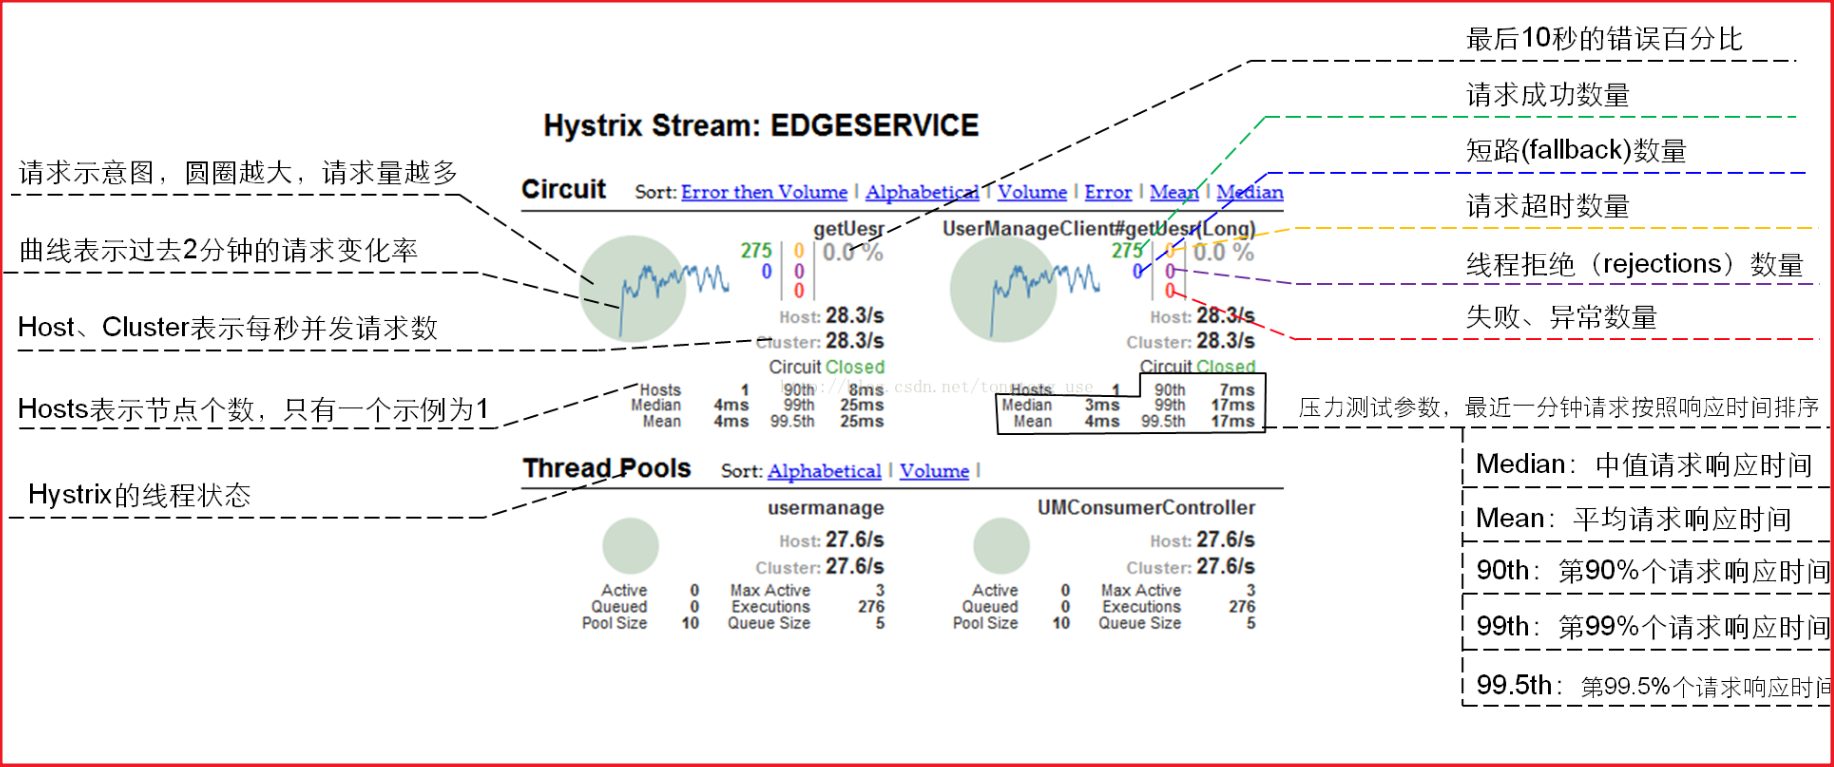 最后10秒的错误百分比
请求成功数量
短路(fallback)数量
请求超时数量
线程拒绝（rejections）数量
失败、异常数量
请求示意图，圆圈越大，请求量越多
曲线表示过去2分钟的请求变化率
Host、Cluster表示每秒并发请求数
Hosts表示节点个数，只有一个示例为1
Hystrix的线程状态
Hystrix Stream: EDGESERVICE
Circuit Sort: Error then Volume | Alphabetical | Volume | Error | Mean | Median
getUesr
275 0 0.0 %
0 0
0
Host: 28.3/s
Cluster: 28.3/s
Circuit Closed
Hosts 1 90th 8ms
Median 4ms 99th 25ms
Mean 4ms 99.5th 25ms
UserManageClient#getUesr(Long)
275 0 0.0 %
0 0
0
Host: 28.3/s
Cluster: 28.3/s
Circuit Closed
Hosts 1 90th 7ms
Median 3ms 99th 17ms
Mean 4ms 99.5th 17ms
Thread Pools Sort: Alphabetical | Volume |
usermanage
Host: 27.6/s
Cluster: 27.6/s
Active 0 Max Active 3
Queued 0 Executions 276
Pool Size 10 Queue Size 5
UMConsumerController
Host: 27.6/s
Cluster: 27.6/s
Active 0 Max Active 3
Queued 0 Executions 276
Pool Size 10 Queue Size 5
压力测试参数，最近一分钟请求按照响应时间排序
Median：中值请求响应时间
Mean：平均请求响应时间
90th：第90%个请求响应时间
99th：第99%个请求响应时间
99.5th：第99.5%个请求响应时间